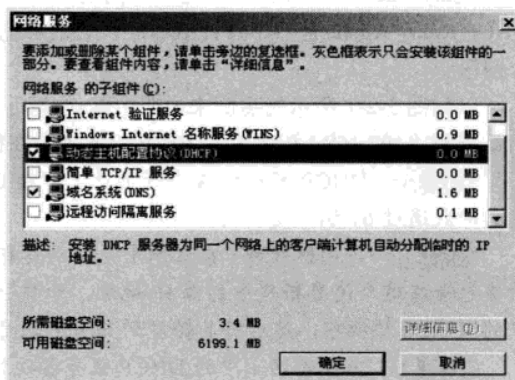 网络服务
要添加或删除某个组件，请单击旁边的复选框。灰色框表示只会安装该组件的一
部分。要查看组件内容，请单击“详细信息”。
网络服务 的子组件(C):
Internet 验证服务 0.0 MB
Windows Internet 名称服务(WINS) 0.9 MB
动态主机配置协议(DHCP) 0.0 MB
简单 TCP/IP 服务 0.0 MB
域名系统(DNS) 1.6 MB
远程访问隔离服务 0.1 MB
描述: 安装 DHCP 服务器为同一个网络上的客户端计算机自动分配临时的 IP
地址。
所需磁盘空间: 3.4 MB
可用磁盘空间: 6199.1 MB
详细信息(D)
确定
取消